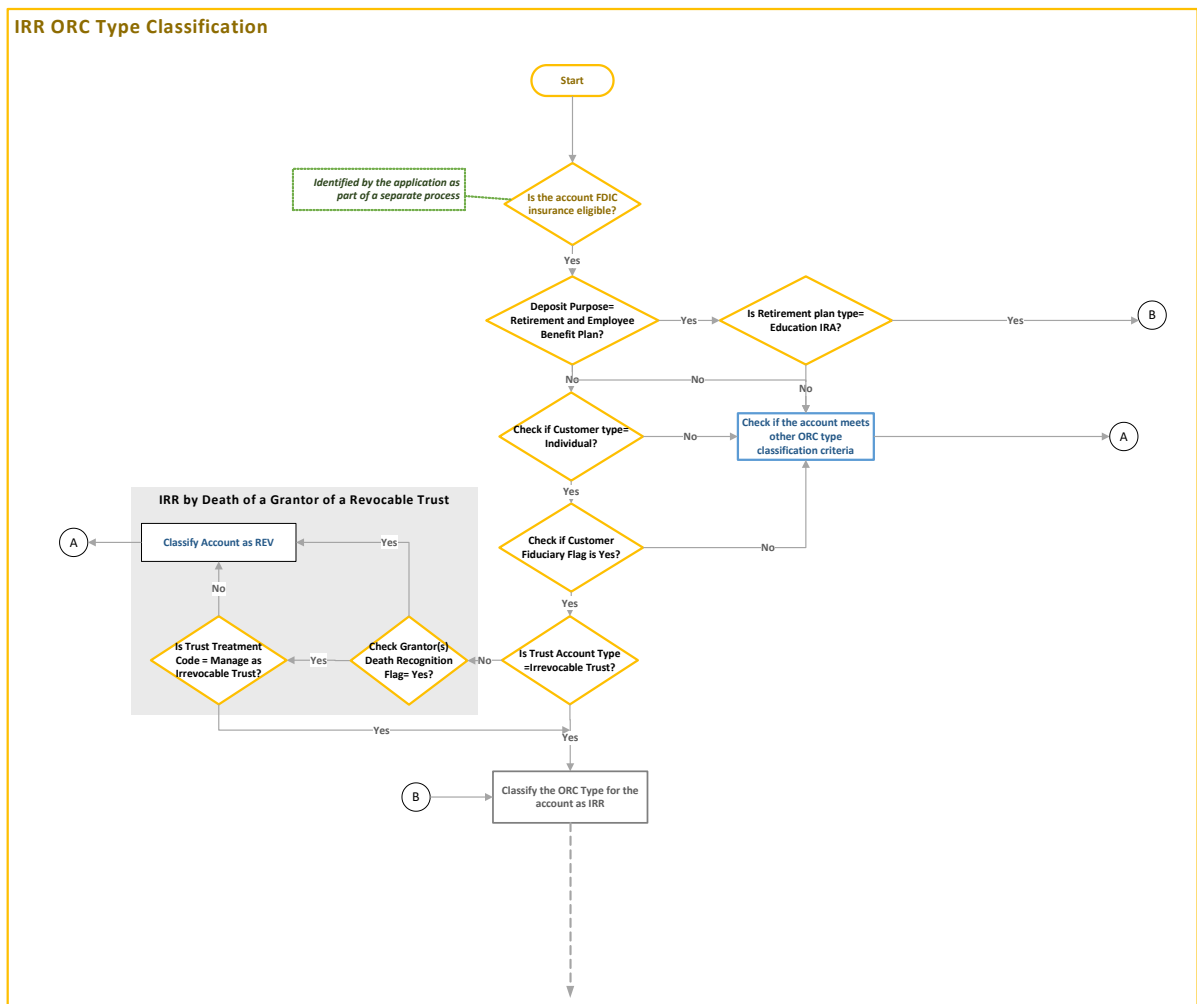 IRR ORC Type Classification
Start
Identified by the application as
part of a separate process
Is the account FDIC
insurance eligible?
Yes
Deposit Purpose=
Retirement and Employee
Benefit Plan?
Yes
Is Retirement plan type=
Education IRA?
Yes
B
No
No
No
Check if Customer type=
Individual?
No
Check if the account meets
other ORC type
classification criteria
A
Yes
IRR by Death of a Grantor of a Revocable Trust
A
Classify Account as REV
Yes
Check if Customer
Fiduciary Flag is Yes?
No
No
Yes
Is Trust Treatment
Code = Manage as
Irrevocable Trust?
Yes
Check Grantor(s)
Death Recognition
Flag= Yes?
No
Is Trust Account Type
=Irrevocable Trust?
Yes
Yes
B
Classify the ORC Type for the
account as IRR